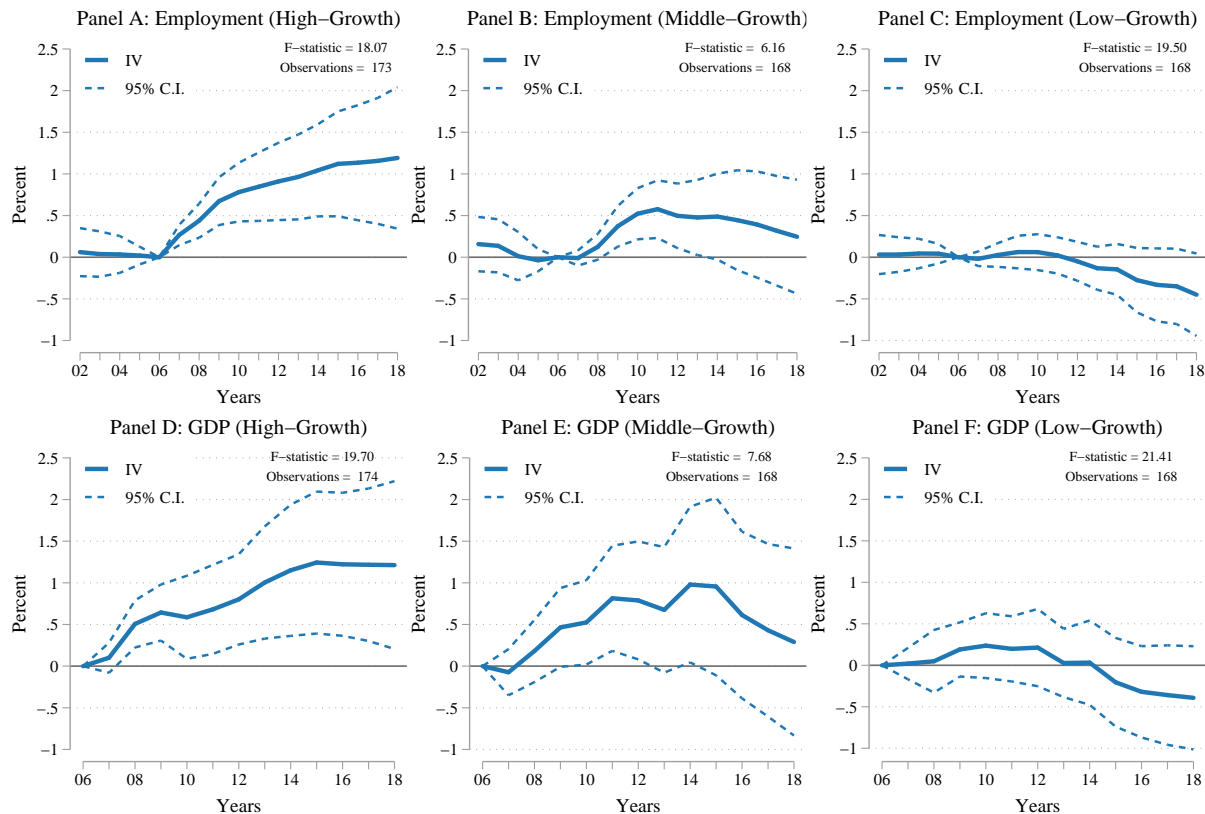 Panel A: Employment (High−Growth)
F−statistic = 18.07
Observations = 173
IV
95% C.I.
Percent
2.5
2
1.5
1
.5
0
−.5
−1
02 04 06 08 10 12 14 16 18
Years
Panel B: Employment (Middle−Growth)
F−statistic = 6.16
Observations = 168
IV
95% C.I.
Percent
2.5
2
1.5
1
.5
0
−.5
−1
02 04 06 08 10 12 14 16 18
Years
Panel C: Employment (Low−Growth)
F−statistic = 19.50
Observations = 168
IV
95% C.I.
Percent
2.5
2
1.5
1
.5
0
−.5
−1
02 04 06 08 10 12 14 16 18
Years
Panel D: GDP (High−Growth)
F−statistic = 19.70
Observations = 174
IV
95% C.I.
Percent
2.5
2
1.5
1
.5
0
−.5
−1
06 08 10 12 14 16 18
Years
Panel E: GDP (Middle−Growth)
F−statistic = 7.68
Observations = 168
IV
95% C.I.
Percent
2.5
2
1.5
1
.5
0
−.5
−1
06 08 10 12 14 16 18
Years
Panel F: GDP (Low−Growth)
F−statistic = 21.41
Observations = 168
IV
95% C.I.
Percent
2.5
2
1.5
1
.5
0
−.5
−1
06 08 10 12 14 16 18
Years